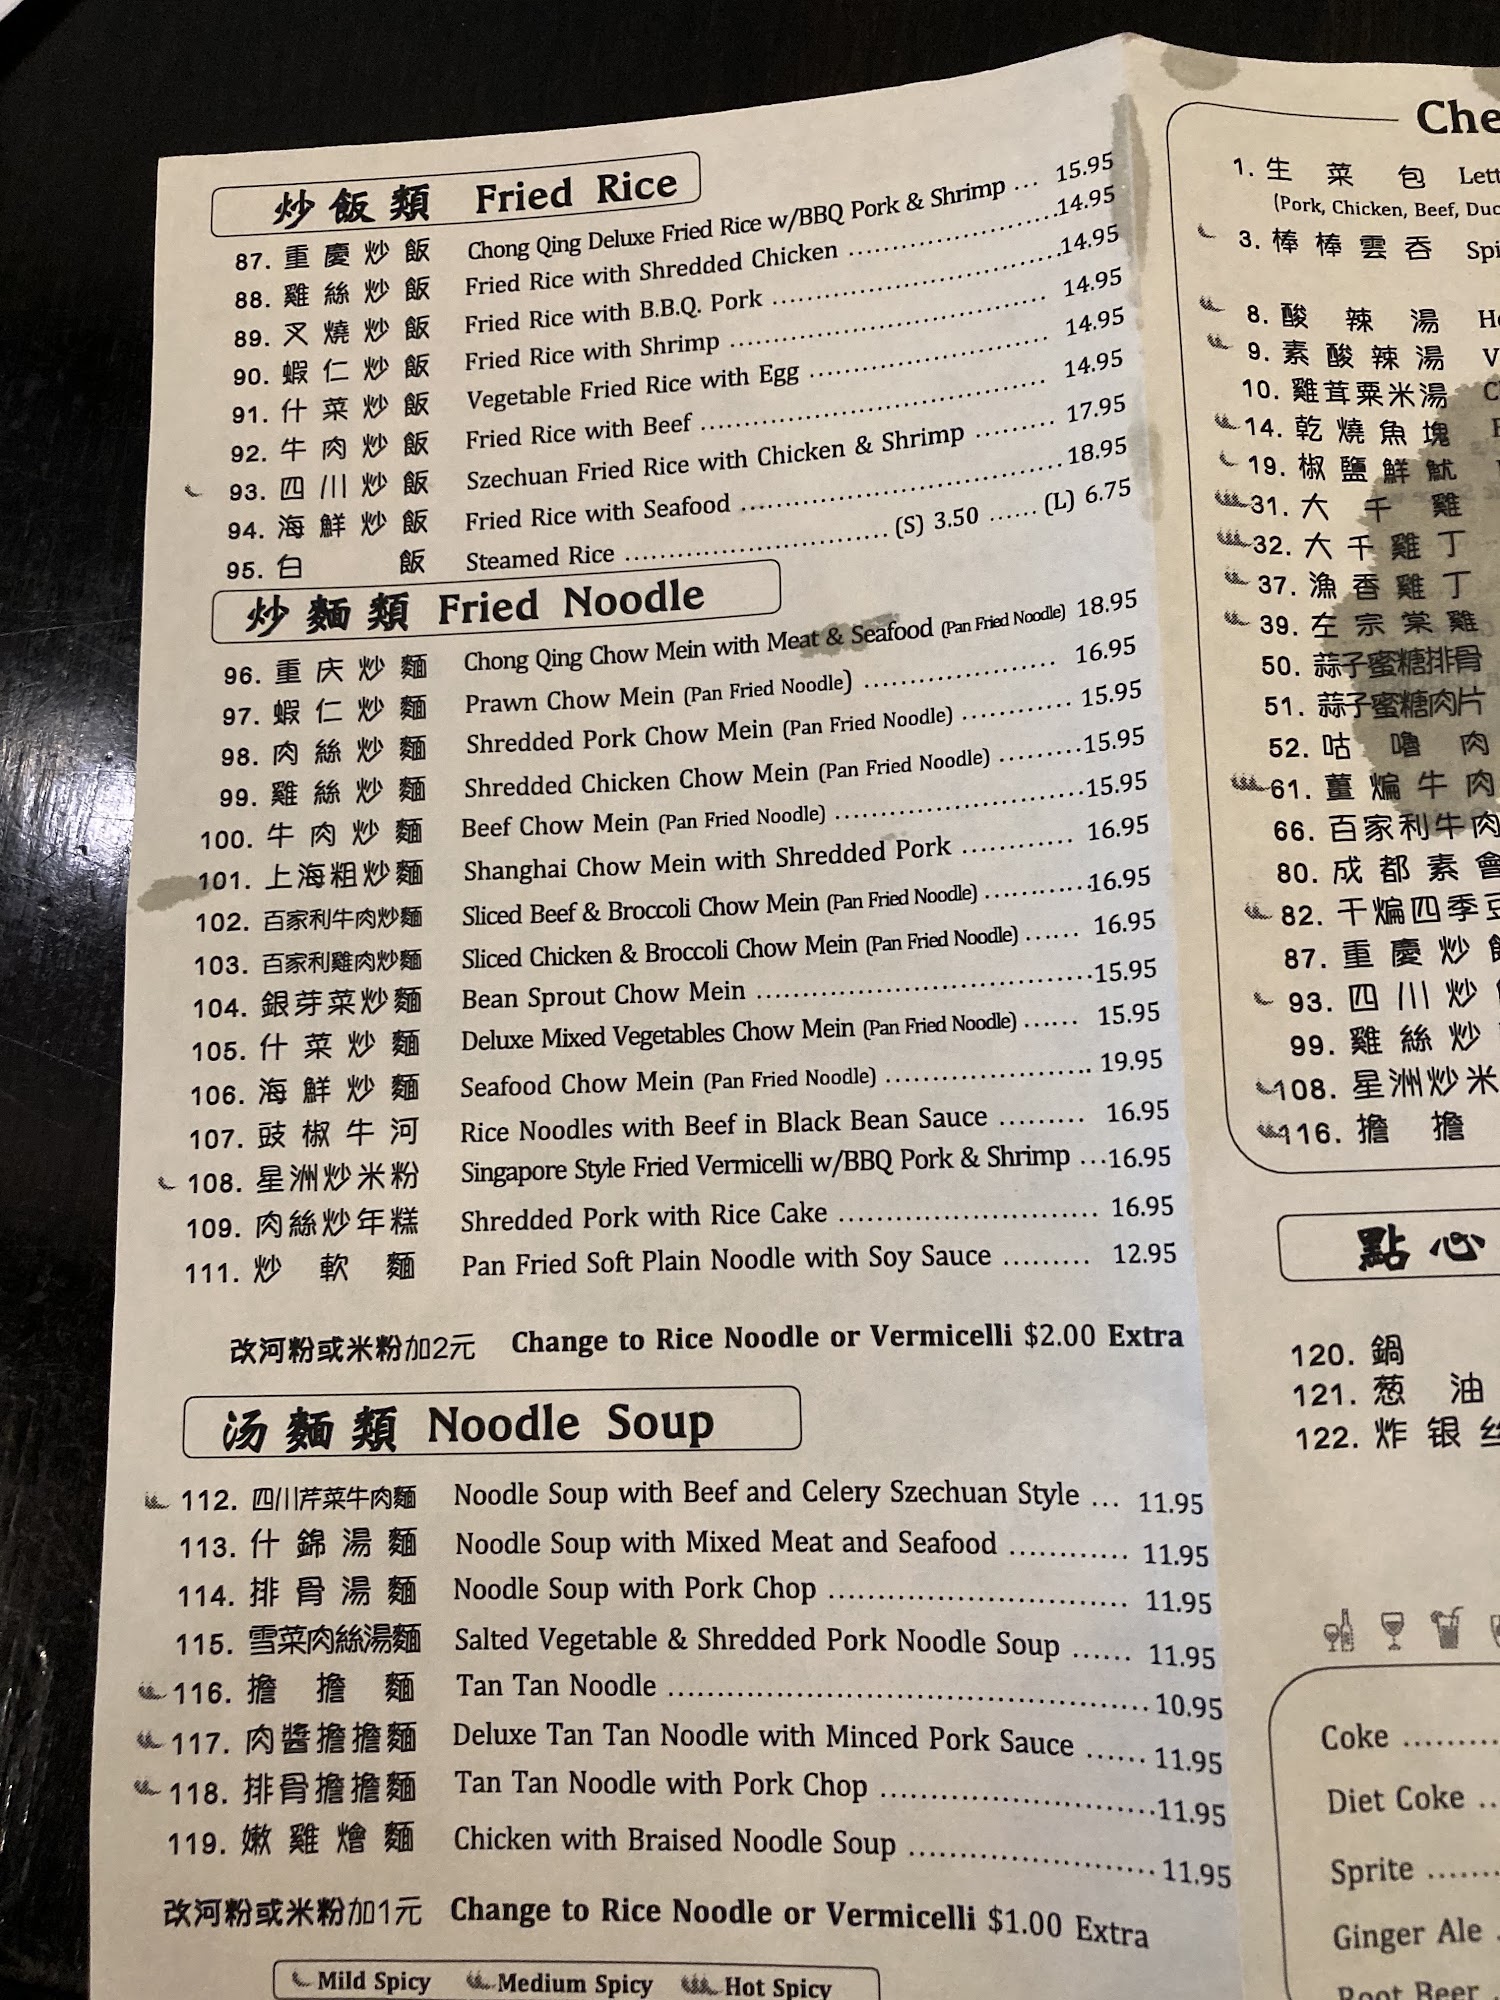 炒飯類 Fried Rice
87. 重慶炒飯 Chong Qing Deluxe Fried Rice w/BBQ Pork & Shrimp ... 15.95
88. 雞絲炒飯 Fried Rice with Shredded Chicken ........................ 14.95
89. 叉燒炒飯 Fried Rice with B.B.Q. Pork ................................ 14.95
90. 蝦仁炒飯 Fried Rice with Shrimp ................................ 14.95
91. 什菜炒飯 Vegetable Fried Rice with Egg ........................ 14.95
92. 牛肉炒飯 Fried Rice with Beef ................................ 14.95
93. 四川炒飯 Szechuan Fried Rice with Chicken & Shrimp ......... 17.95
94. 海鮮炒飯 Fried Rice with Seafood ................................ 18.95
95. 白飯 Steamed Rice ........................... (S) 3.50 ...... (L) 6.75
炒麵類 Fried Noodle
96. 重庆炒麵 Chong Qing Chow Mein with Meat & Seafood (Pan Fried Noodle) 18.95
97. 蝦仁炒麵 Prawn Chow Mein (Pan Fried Noodle) ..................... 16.95
98. 肉絲炒麵 Shredded Pork Chow Mein (Pan Fried Noodle) ............ 15.95
99. 雞絲炒麵 Shredded Chicken Chow Mein (Pan Fried Noodle) ......... 15.95
100. 牛肉炒麵 Beef Chow Mein (Pan Fried Noodle) ........................... 15.95
101. 上海粗炒麵 Shanghai Chow Mein with Shredded Pork ............ 16.95
102. 百家利牛肉炒麵 Sliced Beef & Broccoli Chow Mein (Pan Fried Noodle) ............ 16.95
103. 百家利雞肉炒麵 Sliced Chicken & Broccoli Chow Mein (Pan Fried Noodle) ...... 16.95
104. 銀芽菜炒麵 Bean Sprout Chow Mein .................................... 15.95
105. 什菜炒麵 Deluxe Mixed Vegetables Chow Mein (Pan Fried Noodle) ...... 15.95
106. 海鮮炒麵 Seafood Chow Mein (Pan Fried Noodle) ........................ 19.95
107. 豉椒牛河 Rice Noodles with Beef in Black Bean Sauce ......... 16.95
108. 星洲炒米粉 Singapore Style Fried Vermicelli w/BBQ Pork & Shrimp ... 16.95
109. 肉絲炒年糕 Shredded Pork with Rice Cake ........................... 16.95
111. 炒軟麵 Pan Fried Soft Plain Noodle with Soy Sauce ......... 12.95
改河粉或米粉加2元 Change to Rice Noodle or Vermicelli $2.00 Extra
汤麵類 Noodle Soup
112. 四川芹菜牛肉麵 Noodle Soup with Beef and Celery Szechuan Style ... 11.95
113. 什錦湯麵 Noodle Soup with Mixed Meat and Seafood ............ 11.95
114. 排骨湯麵 Noodle Soup with Pork Chop .............................. 11.95
115. 雪菜肉絲湯麵 Salted Vegetable & Shredded Pork Noodle Soup ...... 11.95
116. 擔擔麵 Tan Tan Noodle ................................................ 10.95
117. 肉醬擔擔麵 Deluxe Tan Tan Noodle with Minced Pork Sauce ...... 11.95
118. 排骨擔擔麵 Tan Tan Noodle with Pork Chop ........................... 11.95
119. 嫩雞燴麵 Chicken with Braised Noodle Soup ........................ 11.95
改河粉或米粉加1元 Change to Rice Noodle or Vermicelli $1.00 Extra
Mild Spicy Medium Spicy Hot Spicy
Che
1. 生菜包 Lett
(Pork, Chicken, Beef, Duc
3. 棒棒雲吞 Spi
8. 酸辣湯 Ho
9. 素酸辣湯 V
10. 雞茸粟米湯 C
14. 乾燒魚塊
19. 椒鹽鮮魷
31. 大千雞
32. 大千雞丁
37. 漁香雞丁
39. 左宗棠雞
50. 蒜子蜜糖排骨
51. 蒜子蜜糖肉片
52. 咕嚕肉
61. 薑煸牛肉
66. 百家利牛肉
80. 成都素會
82. 干煸四季豆
87. 重慶炒飯
93. 四川炒
99. 雞絲炒
108. 星洲炒米
116. 擔擔
點心
120. 鍋
121. 葱油
122. 炸银丝
Coke .........
Diet Coke ..
Sprite .......
Ginger Ale .
Root Beer .